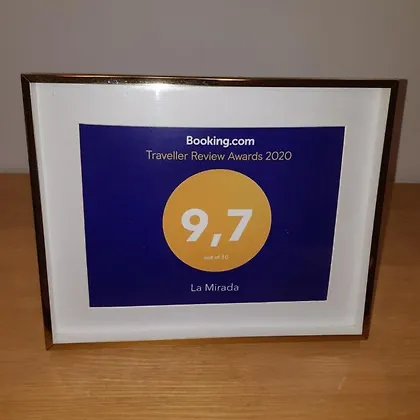 Booking.com
Traveller Review Awards 2020
9,7
out of 10
La Mirada